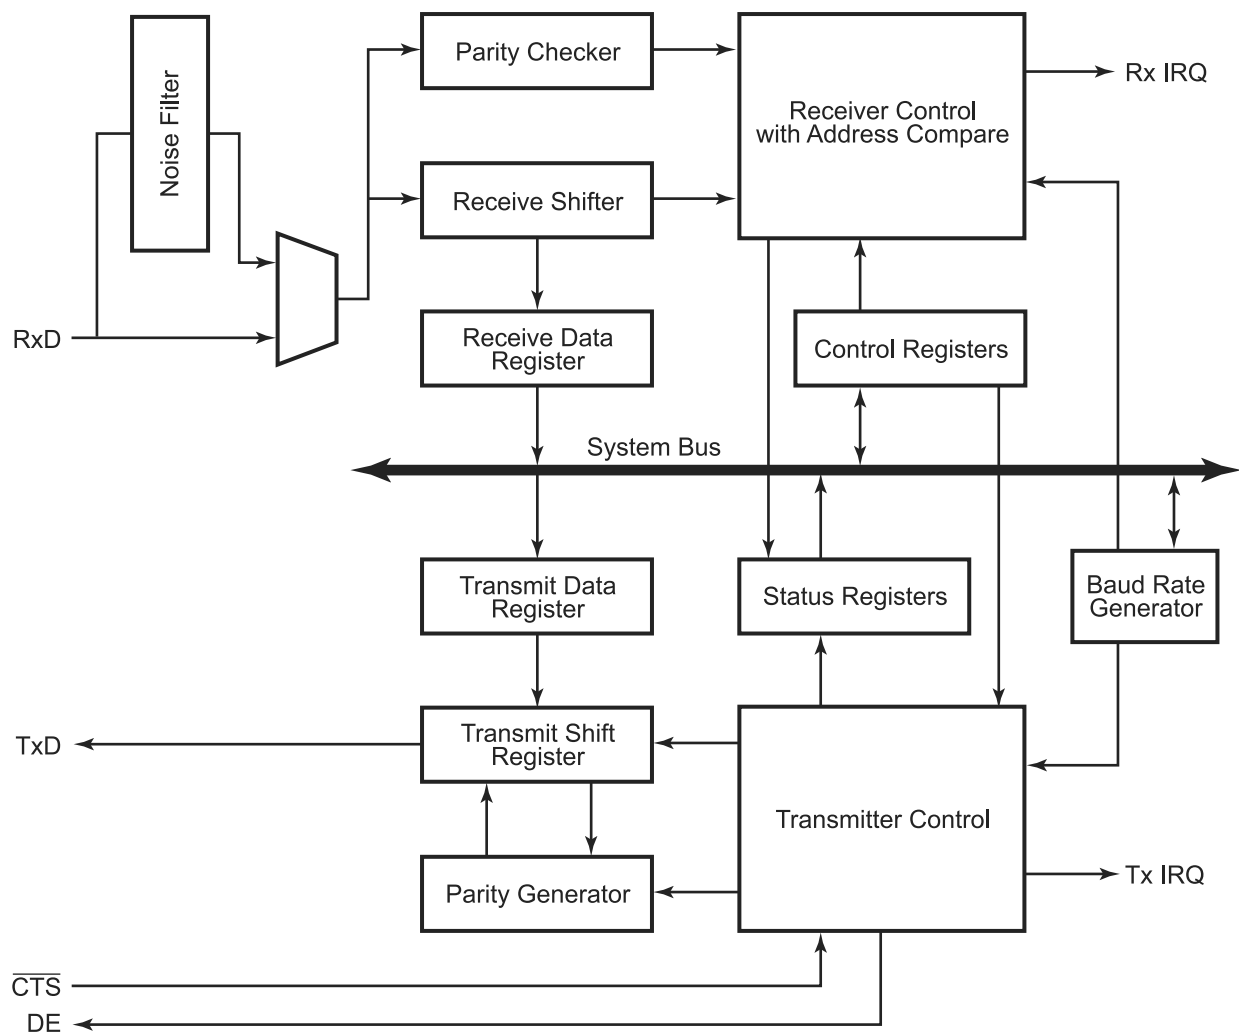 Noise Filter
Parity Checker
Receiver Control
with Address Compare
Rx IRQ
Receive Shifter
RxD
Receive Data
Register
Control Registers
System Bus
Transmit Data
Register
Status Registers
Baud Rate
Generator
TxD
Transmit Shift
Register
Transmitter Control
Parity Generator
Tx IRQ
CTS
DE